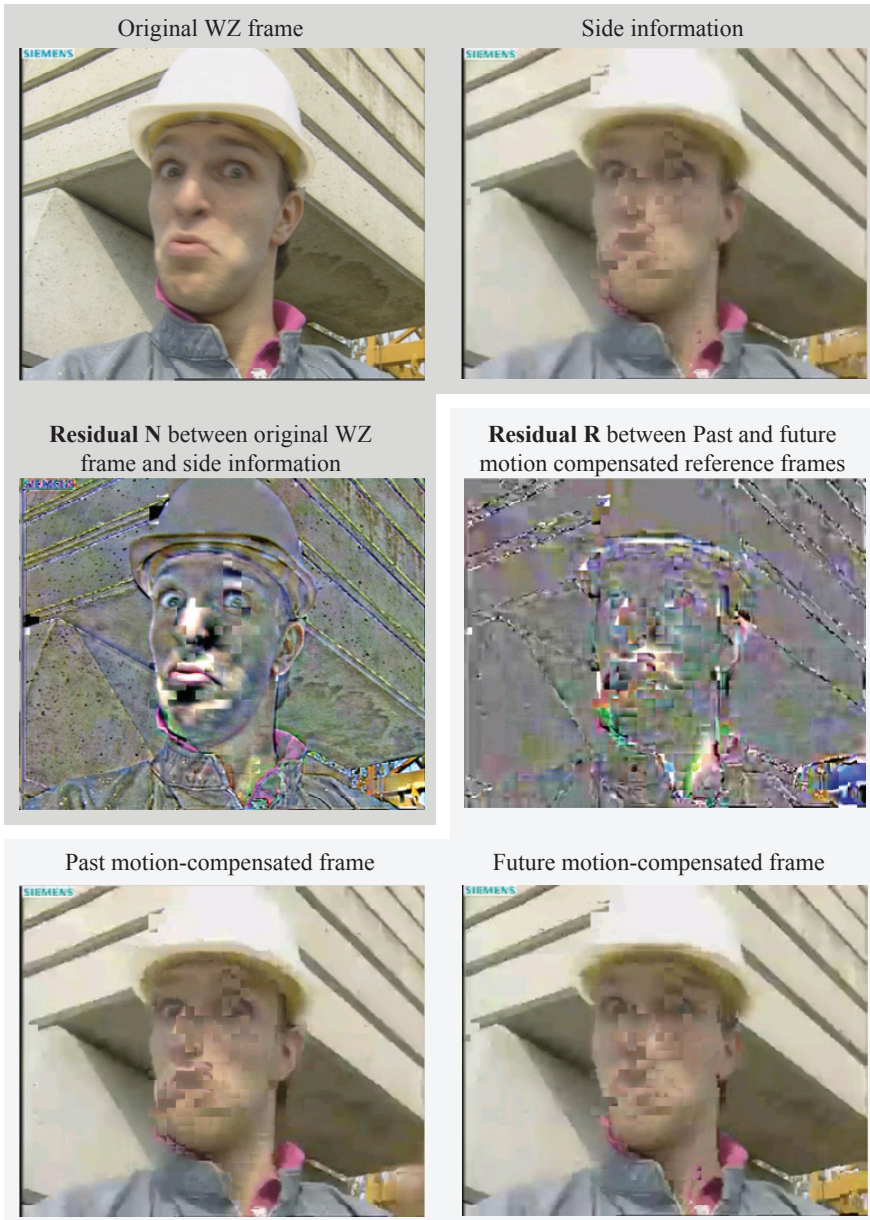 Original WZ frame
Side information
SIEMENS
SIEMENS
Residual N between original WZ
frame and side information
Residual R between Past and future
motion compensated reference frames
SIEMENS
Past motion-compensated frame
Future motion-compensated frame
SIEMENS
SIEMENS